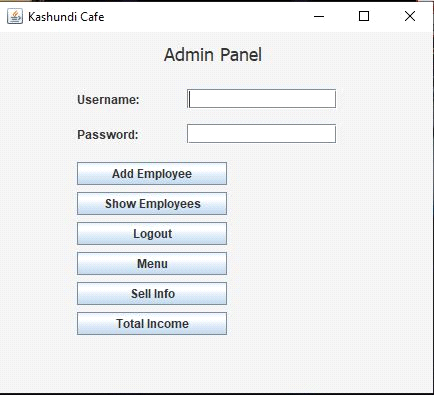 Kashundi Cafe
Admin Panel
Username:
Password:
Add Employee
Show Employees
Logout
Menu
Sell Info
Total Income